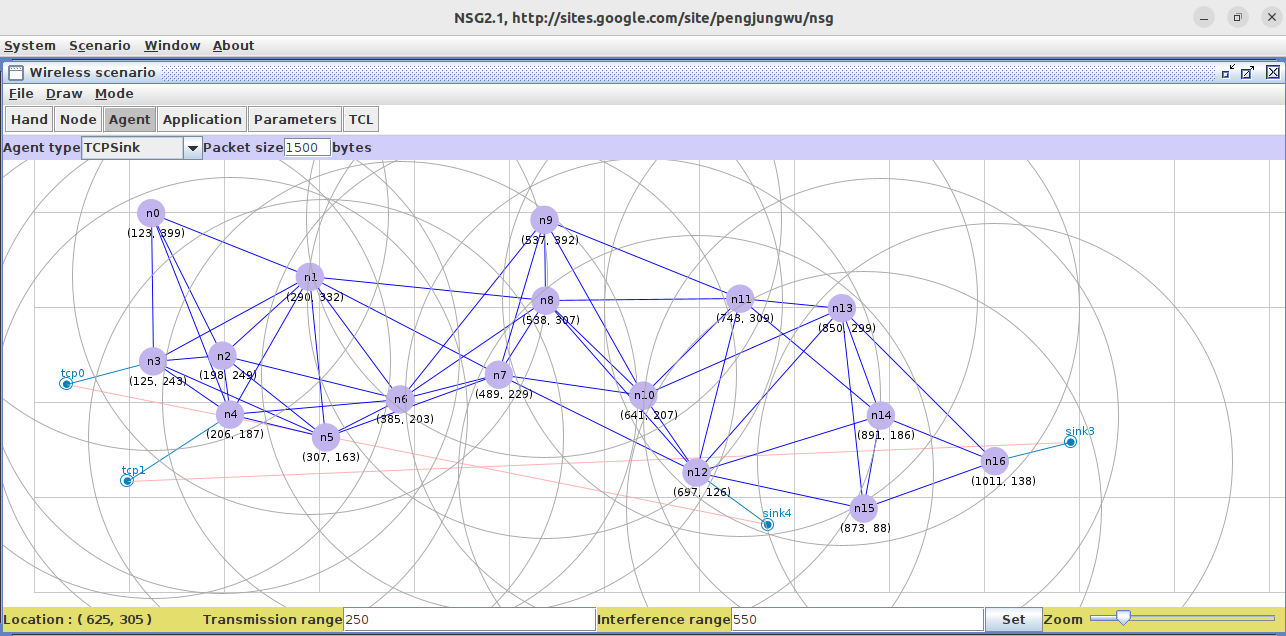 NSG2.1, http://sites.google.com/site/pengjungwu/nsg
System Scenario Window About
Wireless scenario
File Draw Mode
Hand Node Agent Application Parameters TCL
Agent type TCPSink Packet size 1500 bytes
n0
(123, 399)
n9
(537, 392)
n1
(290, 332)
n8
(538, 307)
n11
(743, 309)
n13
(850, 299)
n3
(125, 243)
n2
(198, 249)
tcp0
n7
(489, 229)
n6
(385, 203)
n10
(641, 207)
n4
(206, 187)
n14
(891, 186)
n5
(307, 163)
sink3
n16
(1011, 138)
tcp1
n12
(697, 126)
n15
(873, 88)
sink4
Location : ( 625, 305 ) Transmission range 250 Interference range 550 Set Zoom